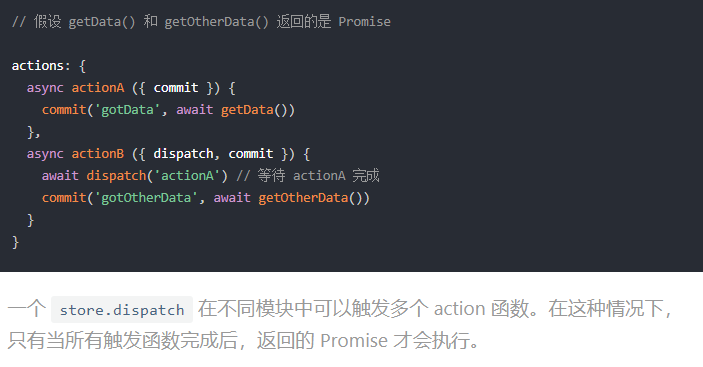 // 假设 getData() 和 getOtherData() 返回的是 Promise
actions: {
  async actionA ({ commit }) {
    commit('gotData', await getData())
  },
  async actionB ({ dispatch, commit }) {
    await dispatch('actionA') // 等待 actionA 完成
    commit('gotOtherData', await getOtherData())
  }
}
一个 store.dispatch 在不同模块中可以触发多个 action 函数。在这种情况下，
只有当所有触发函数完成后，返回的 Promise 才会执行。